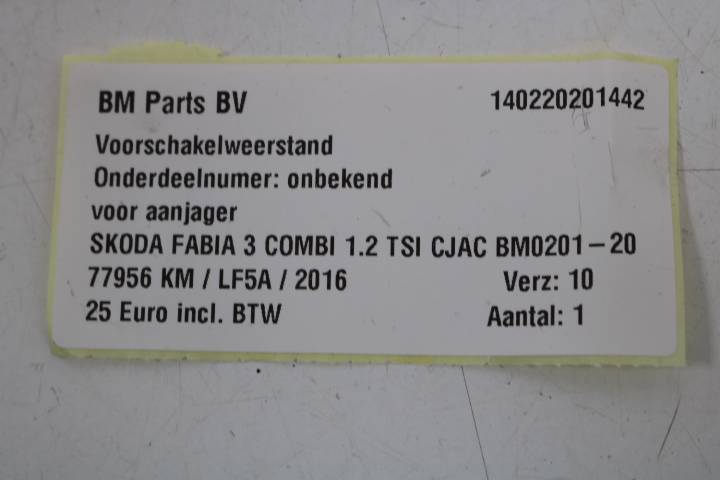 BM Parts BV 140220201442
Voorschakelweerstand
Onderdeelnumer: onbekend
voor aanjager
SKODA FABIA 3 COMBI 1.2 TSI CJAC BM0201-20
77956 KM / LF5A / 2016 Verz: 10
25 Euro incl. BTW Aantal: 1